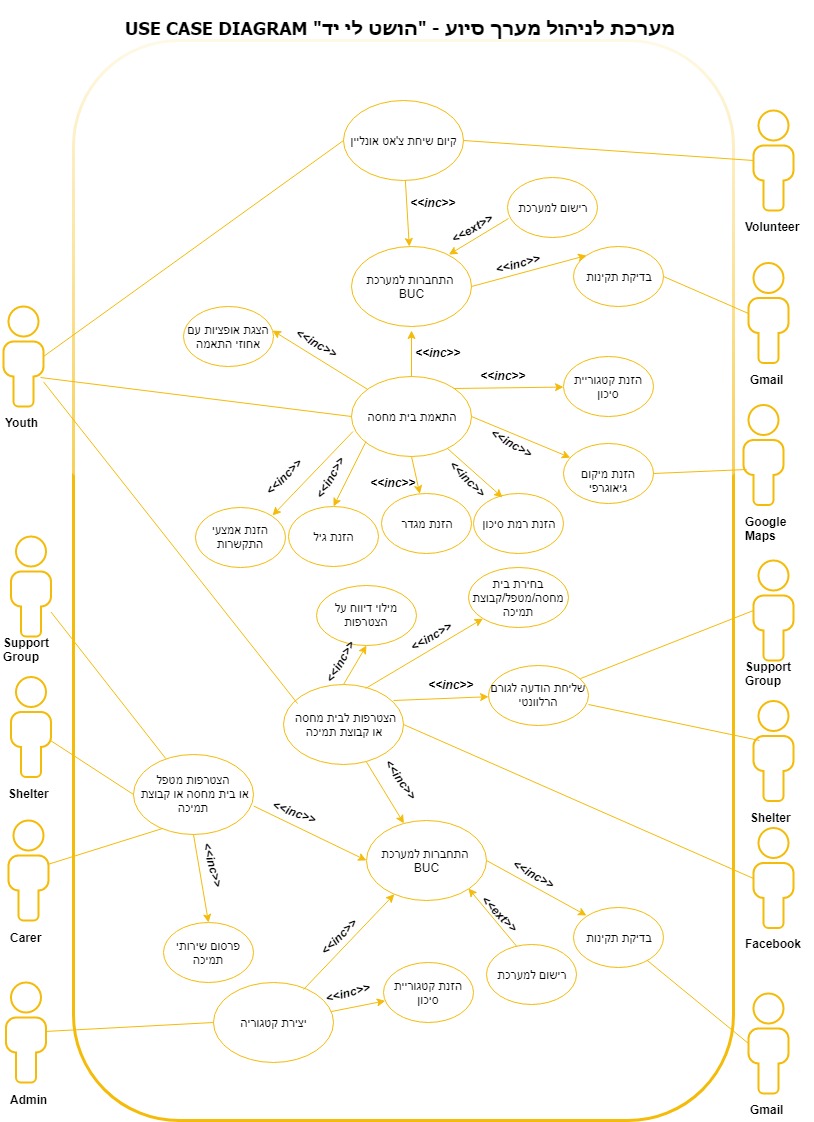 מערכת לניהול מערך סיוע - "הושט לי יד" USE CASE DIAGRAM
קיום שיחת צ'אט אונליין
Volunteer
<<inc>>
רישום למערכת
<<ext>>
התחברות למערכת
BUC
<<inc>>
בדיקת תקינות
Gmail
הצגת אופציות עם
אחוזי התאמה
<<inc>>
<<inc>>
Youth
התאמת בית מחסה
<<inc>>
הזנת קטגוריית
סיכון
<<inc>>
הזנת מיקום
גיאוגרפי
Google
Maps
<<inc>>
<<inc>>
<<inc>>
<<inc>>
הזנת אמצעי
התקשרות
הזנת גיל
הזנת מגדר
הזנת רמת סיכון
מילוי דיווח על
הצטרפות
בחירת בית
מחסה/מטפל/קבוצת
תמיכה
<<inc>>
<<inc>>
<<inc>>
שליחת הודעה לגורם
הרלוונטי
Support
Group
Support
Group
הצטרפות לבית מחסה
או קבוצת תמיכה
Shelter
Shelter
הצטרפות מטפל
או בית מחסה או קבוצת
תמיכה
<<inc>>
<<inc>>
התחברות למערכת
BUC
<<inc>>
<<inc>>
Carer
Facebook
פרסום שירותי
תמיכה
<<inc>>
<<ext>>
בדיקת תקינות
רישום למערכת
<<inc>>
הזנת קטגוריית
סיכון
יצירת קטגוריה
Admin
Gmail